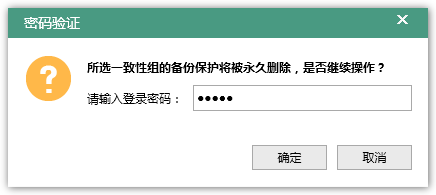 密码验证
所选一致性组的备份保护将被永久删除，是否继续操作？
请输入登录密码： ●●●●●
确定 取消